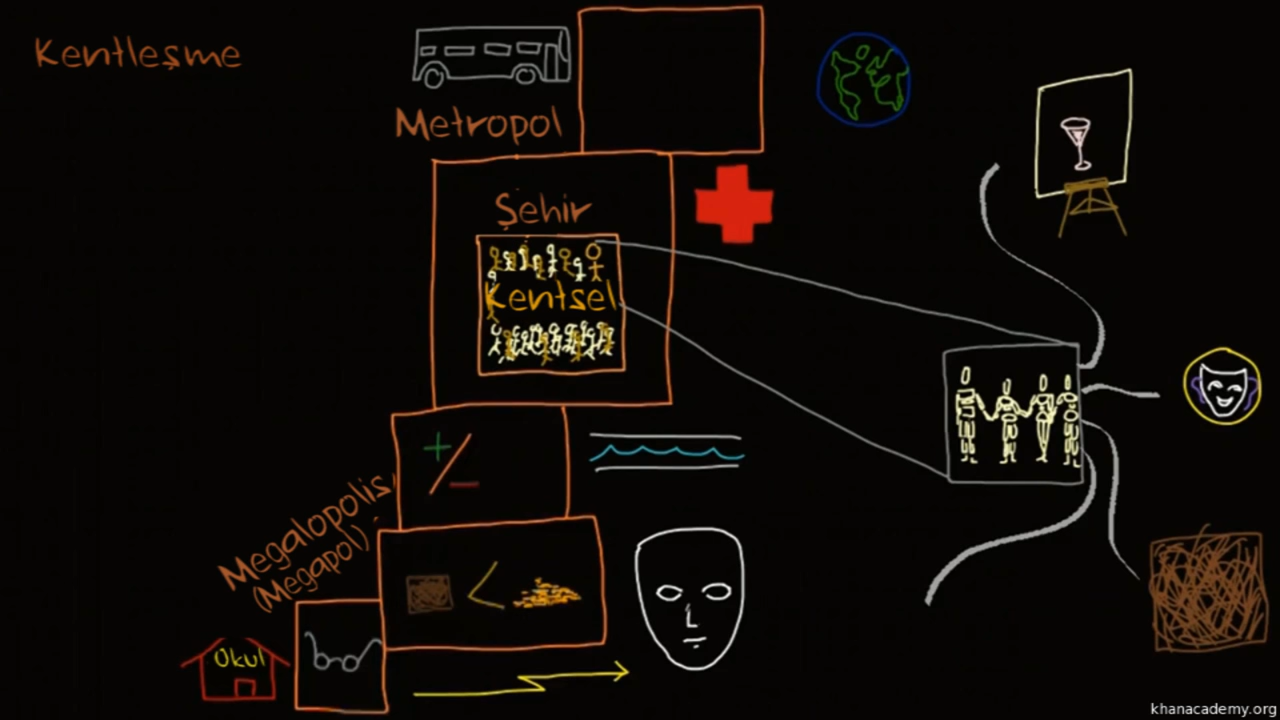 Kentleşme
Metropol
Şehir
Kentsel
+
/
-
Megalopolis
(Megapol)
<
Okul
khanacademy.org